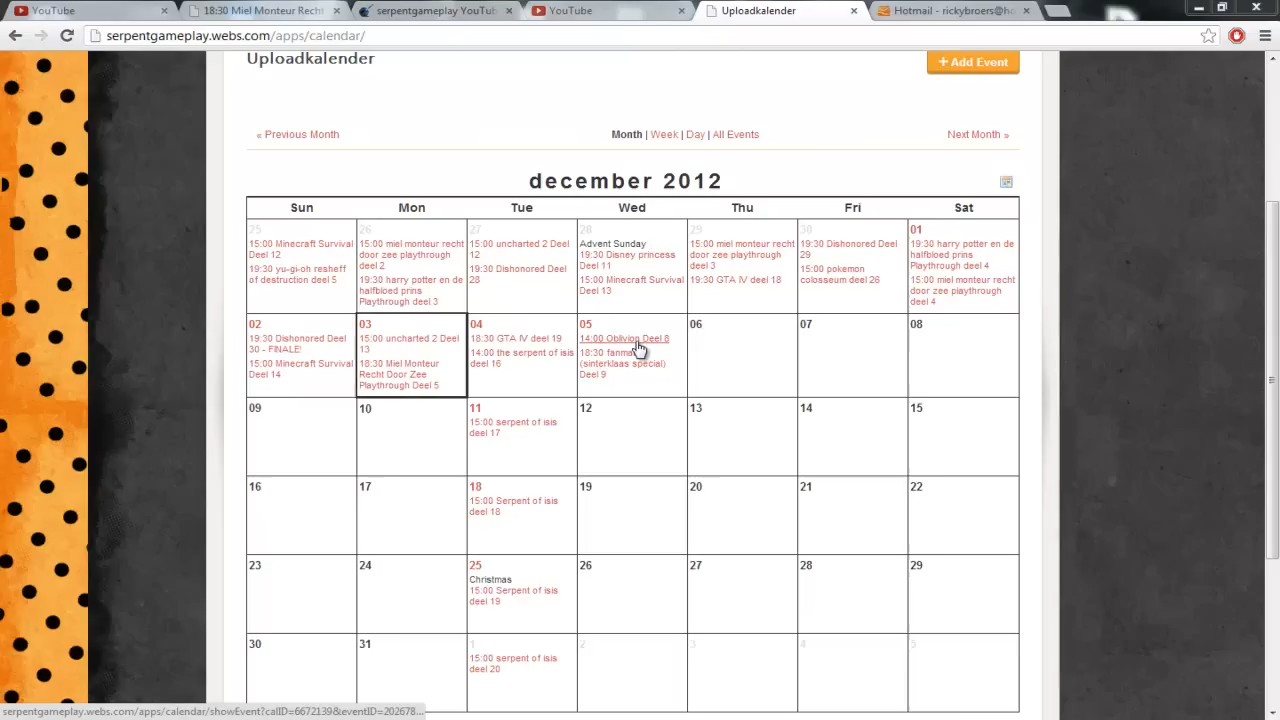 YouTube
18:30 Miel Monteur Recht
serpentgameplay YouTub
YouTube
Uploadkalender
Hotmail - rickybroers@ho
serpentgameplay.webs.com/apps/calendar/
Uploadkalender
+ Add Event
« Previous Month
Month | Week | Day | All Events
Next Month »
december 2012
Sun Mon Tue Wed Thu Fri Sat
25
15:00 Minecraft Survival
Deel 12
19:30 yu-gi-oh resheff
of destruction deel 5
26
15:00 miel monteur recht
door zee playthrough
deel 2
19:30 harry potter en de
halfbloed prins
Playthrough deel 3
27
15:00 uncharted 2 Deel
12
19:30 Dishonored Deel
28
28
Advent Sunday
19:30 Disney princess
Deel 11
15:00 Minecraft Survival
Deel 13
29
15:00 miel monteur recht
door zee playthrough
deel 3
19:30 GTA IV deel 18
30
19:30 Dishonored Deel
29
15:00 pokemon
colosseum deel 26
01
19:30 harry potter en de
halfbloed prins
Playthrough deel 4
15:00 miel monteur recht
door zee playthrough
deel 4
02
19:30 Dishonored Deel
30 - FINALE!
15:00 Minecraft Survival
Deel 14
03
15:00 uncharted 2 Deel
13
18:30 Miel Monteur
Recht Door Zee
Playthrough Deel 5
04
18:30 GTA IV deel 19
14:00 the serpent of isis
deel 16
05
14:00 Oblivion Deel 8
18:30
(sinterklaas special)
Deel 9
06
07
08
09
10
11
15:00 serpent of isis
deel 17
12
13
14
15
16
17
18
15:00 Serpent of isis
deel 18
19
20
21
22
23
24
25
Christmas
15:00 Serpent of isis
deel 19
26
27
28
29
30
31
1
15:00 serpent of isis
deel 20
2
3
4
5
serpentgameplay.webs.com/apps/calendar/showEvent?calID=6672139&eventID=202678...